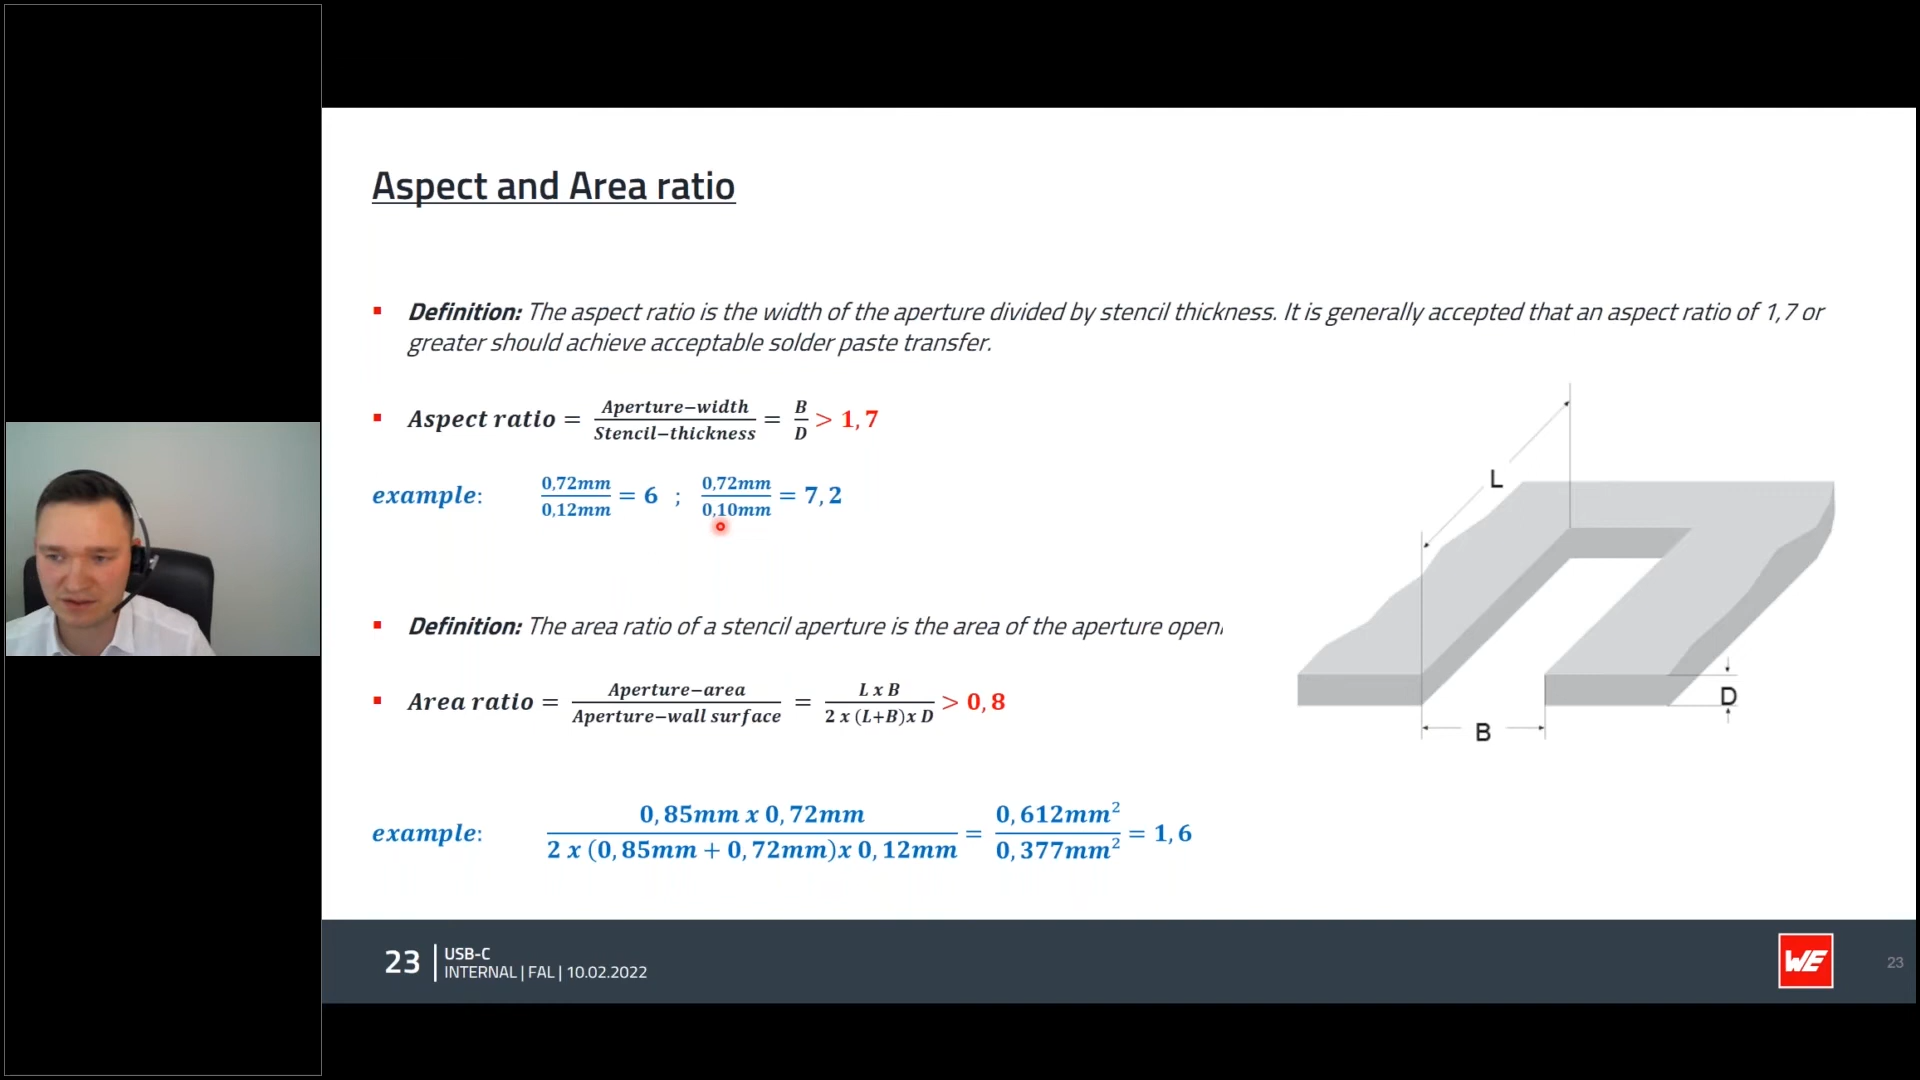 Aspect and Area ratio
Definition: The aspect ratio is the width of the aperture divided by stencil thickness. It is generally accepted that an aspect ratio of 1,7 or
greater should achieve acceptable solder paste transfer.
Aspect ratio = Aperture−width / Stencil−thickness = B / D > 1,7
example: 0,72mm / 0,12mm = 6 ; 0,72mm / 0,10mm = 7,2
Definition: The area ratio of a stencil aperture is the area of the aperture open
Area ratio = Aperture−area / Aperture−wall surface = L x B / 2 x (L+B)x D > 0,8
example: 0,85mm x 0,72mm / 2 x (0,85mm + 0,72mm)x 0,12mm = 0,612mm² / 0,377mm² = 1,6
L
D
B
23
USB-C
INTERNAL | FAL | 10.02.2022
WE
23